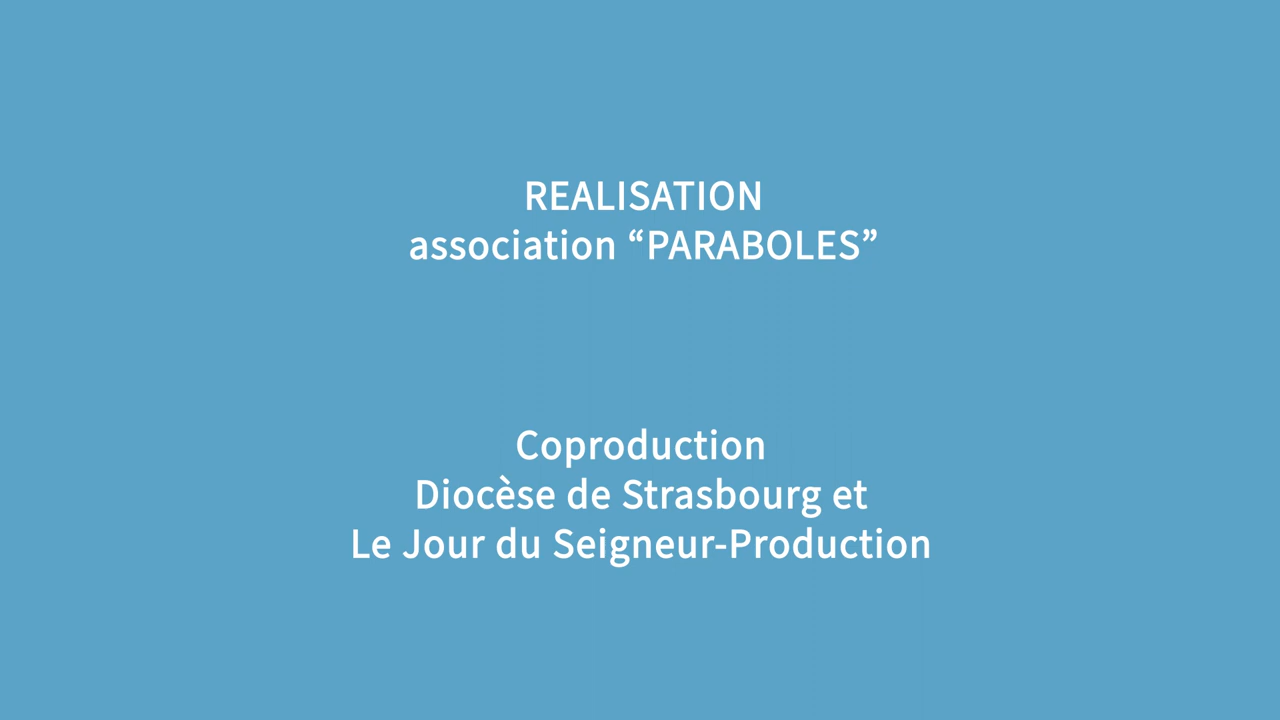 REALISATION
association “PARABOLES”
Coproduction
Diocèse de Strasbourg et
Le Jour du Seigneur-Production